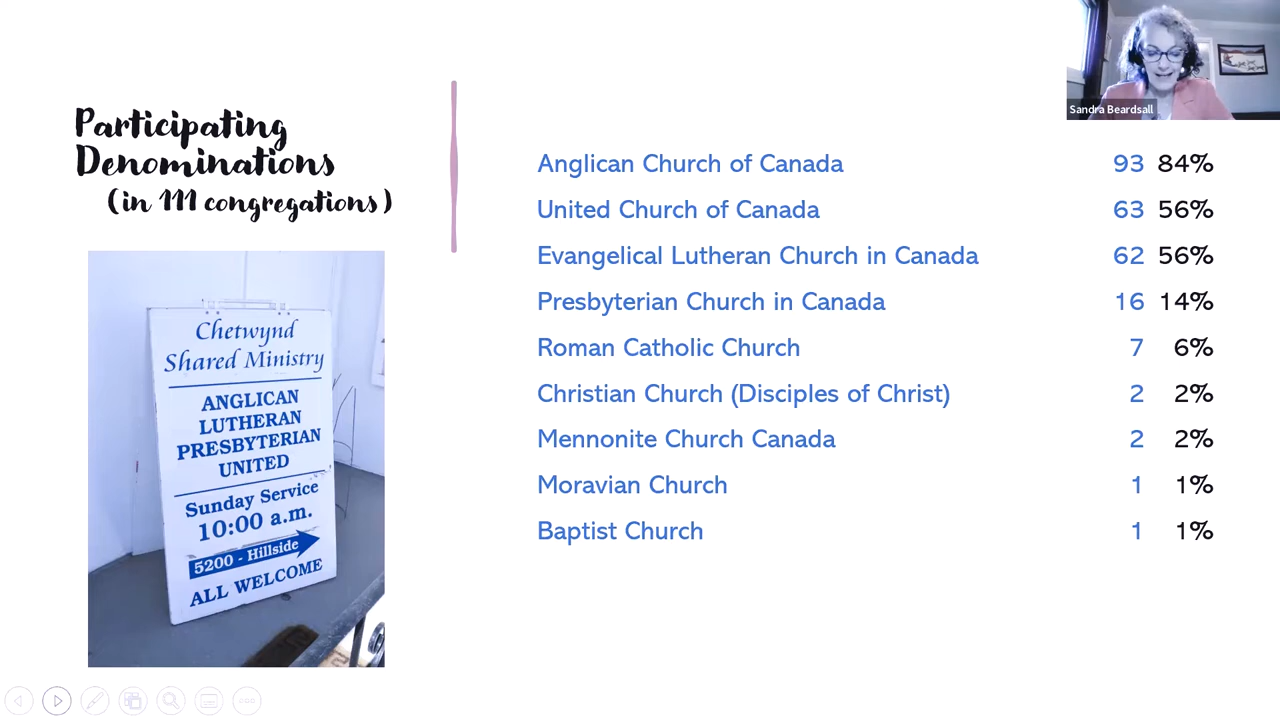 Participating
Denominations
(in 111 congregations)
Chetwynd
Shared Ministry
ANGLICAN
LUTHERAN
PRESBYTERIAN
UNITED
Sunday Service
10:00 a.m.
5200 - Hillside
ALL WELCOME
Anglican Church of Canada 93 84%
United Church of Canada 63 56%
Evangelical Lutheran Church in Canada 62 56%
Presbyterian Church in Canada 16 14%
Roman Catholic Church 7 6%
Christian Church (Disciples of Christ) 2 2%
Mennonite Church Canada 2 2%
Moravian Church 1 1%
Baptist Church 1 1%
Sandra Beardsall